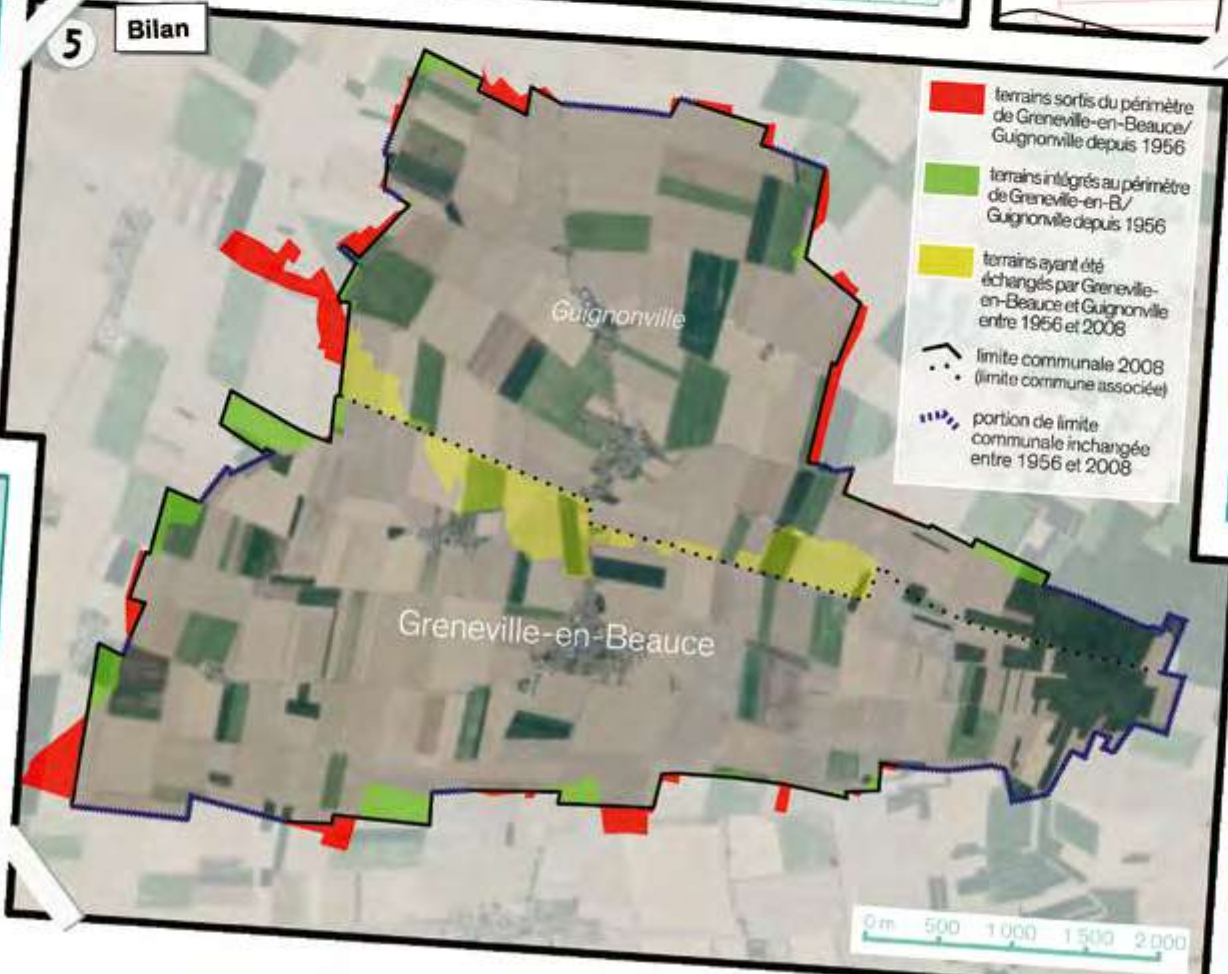 5
Bilan
terrains sortis du périmètre
de Greneville-en-Beauce/
Guignonville depuis 1956
terrains intégrés au périmètre
de Greneville-en-B./
Guignonville depuis 1956
terrains ayant été
échangés par Greneville-
en-Beauce et Guignonville
entre 1956 et 2008
limite communale 2008
(limite commune associée)
portion de limite
communale inchangée
entre 1956 et 2008
Guignonville
Greneville-en-Beauce
0 m 500 1 000 1 500 2 000